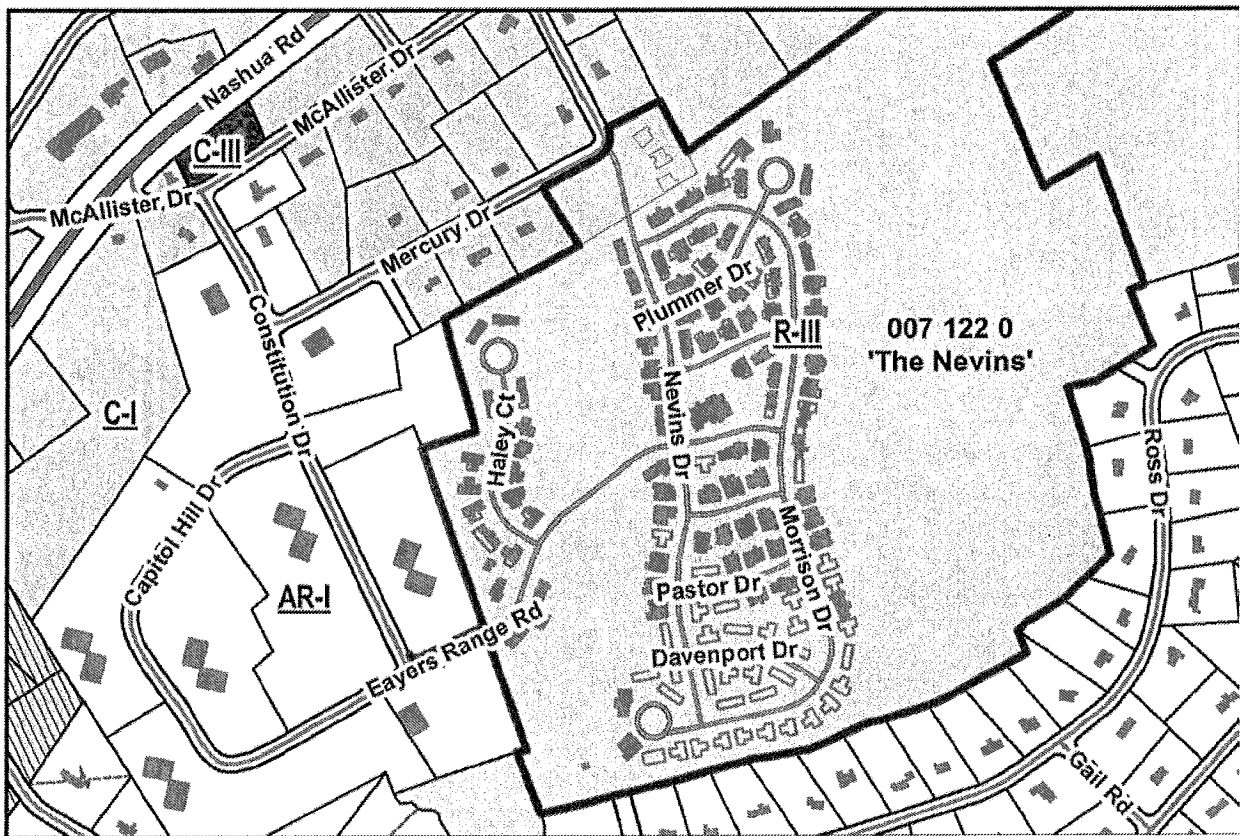 Nashua Rd
McAllister Dr
C-III
McAllister Dr
Mercury Dr
Constitution Dr
Plummer Dr
R-III
007 122 0
'The Nevins'
Nevins Dr
C-I
Haley Ct
Ross Dr
Capitol Hill Dr
Morrison Dr
AR-I
Pastor Dr
Eayers Range Rd
Davenport Dr
Gail Rd